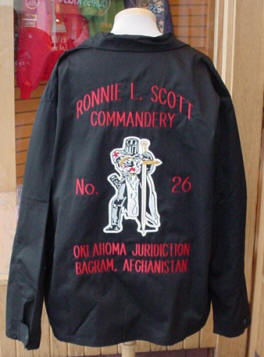 RONNIE L. SCOTT
COMMANDERY
No. 26
OKLAHOMA JURIDICTION
BAGRAM, AFGHANISTAN